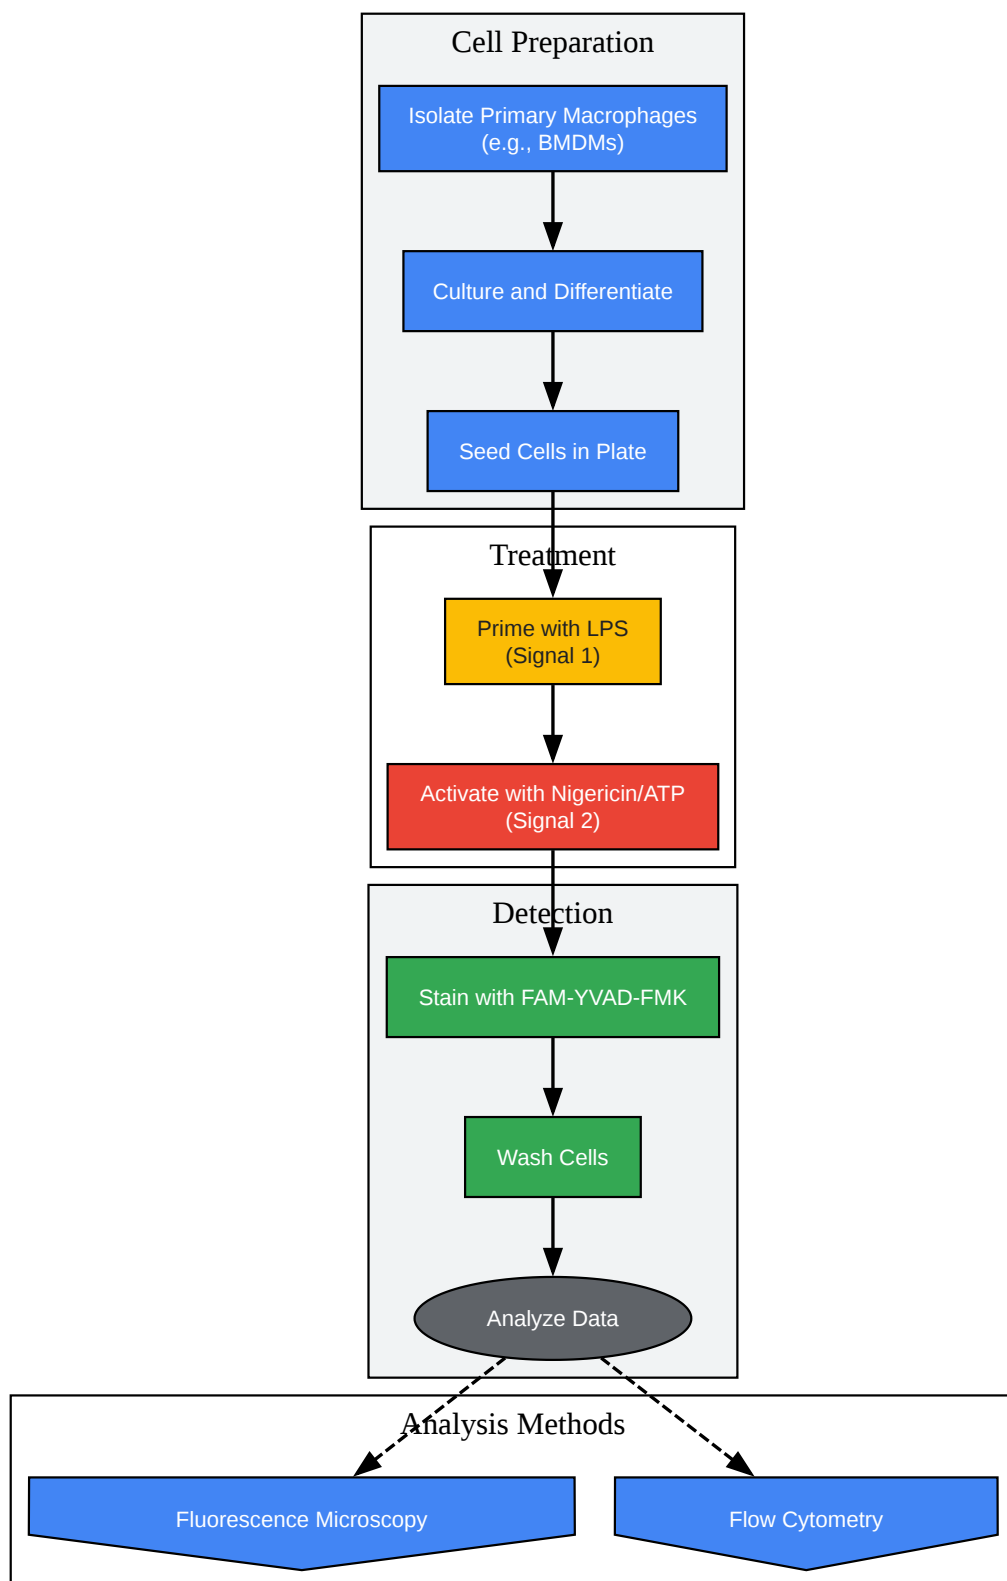 Cell Preparation
Isolate Primary Macrophages
(e.g., BMDMs)
Culture and Differentiate
Seed Cells in Plate
Treatment
Prime with LPS
(Signal 1)
Activate with Nigericin/ATP
(Signal 2)
Detection
Stain with FAM-YVAD-FMK
Wash Cells
Analyze Data
Analysis Methods
Fluorescence Microscopy
Flow Cytometry